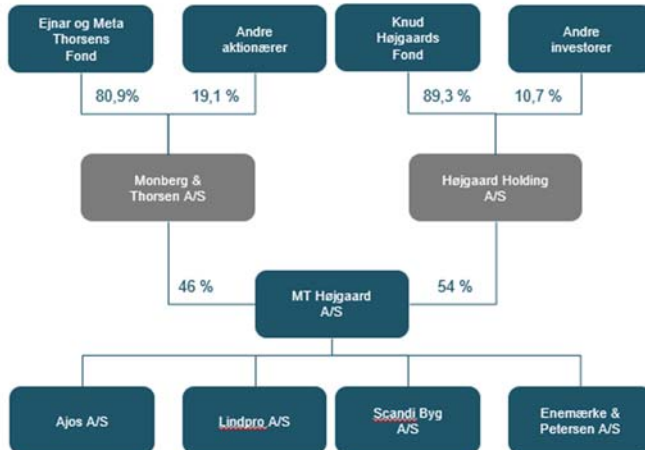 Ejnar og Meta
Thorsens
Fond
Andre
aktionærer
Knud
Højgaards
Fond
Andre
investorer
80,9%
19,1 %
89,3 %
10,7 %
Monberg &
Thorsen A/S
Højgaard Holding
A/S
46 %
54 %
MT Højgaard
A/S
Ajos A/S
Lindpro A/S
Scandi Byg
A/S
Enemærke &
Petersen A/S